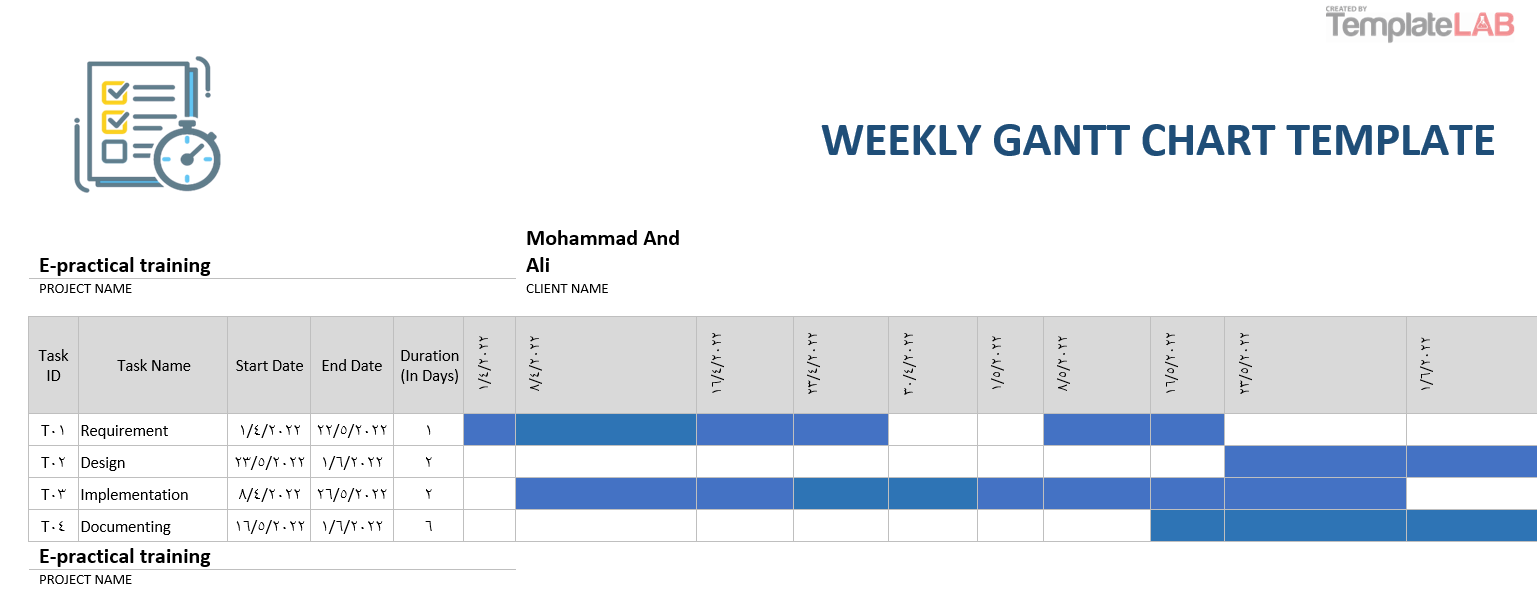 CREATED BY
TemplateLAB
WEEKLY GANTT CHART TEMPLATE
Mohammad And
Ali
E-practical training
PROJECT NAME
CLIENT NAME
Task ID Task Name Start Date End Date Duration (In Days) ١/٤/٢٠٢٢ ٨/٤/٢٠٢٢ ١٦/٤/٢٠٢٢ ٢٣/٤/٢٠٢٢ ٣٠/٤/٢٠٢٢ ١/٥/٢٠٢٢ ٨/٥/٢٠٢٢ ١٦/٥/٢٠٢٢ ٢٣/٥/٢٠٢٢ ١/٦/٢٠٢٢
T٠١ Requirement ١/٤/٢٠٢٢ ٢٢/٥/٢٠٢٢ ١
T٠٢ Design ٢٣/٥/٢٠٢٢ ١/٦/٢٠٢٢ ٢
T٠٣ Implementation ٨/٤/٢٠٢٢ ٢٦/٥/٢٠٢٢ ٢
T٠٤ Documenting ١٦/٥/٢٠٢٢ ١/٦/٢٠٢٢ ٦
E-practical training
PROJECT NAME